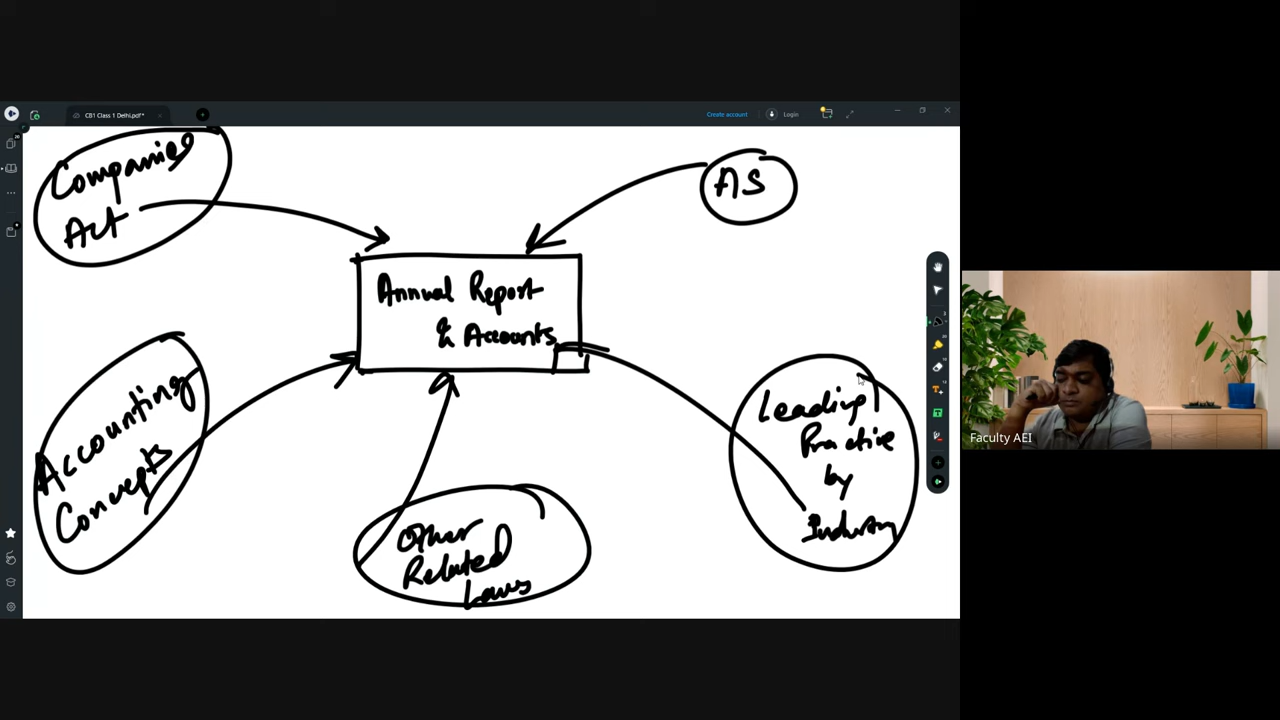 CB1 Class 1 Delhi.pdf*
Create account
Login
Companies
Act
AS
Annual Report
& Accounts
Accounting
Concepts
Other
Related
Laws
Leading
Practice
by
Industry
Faculty AEI